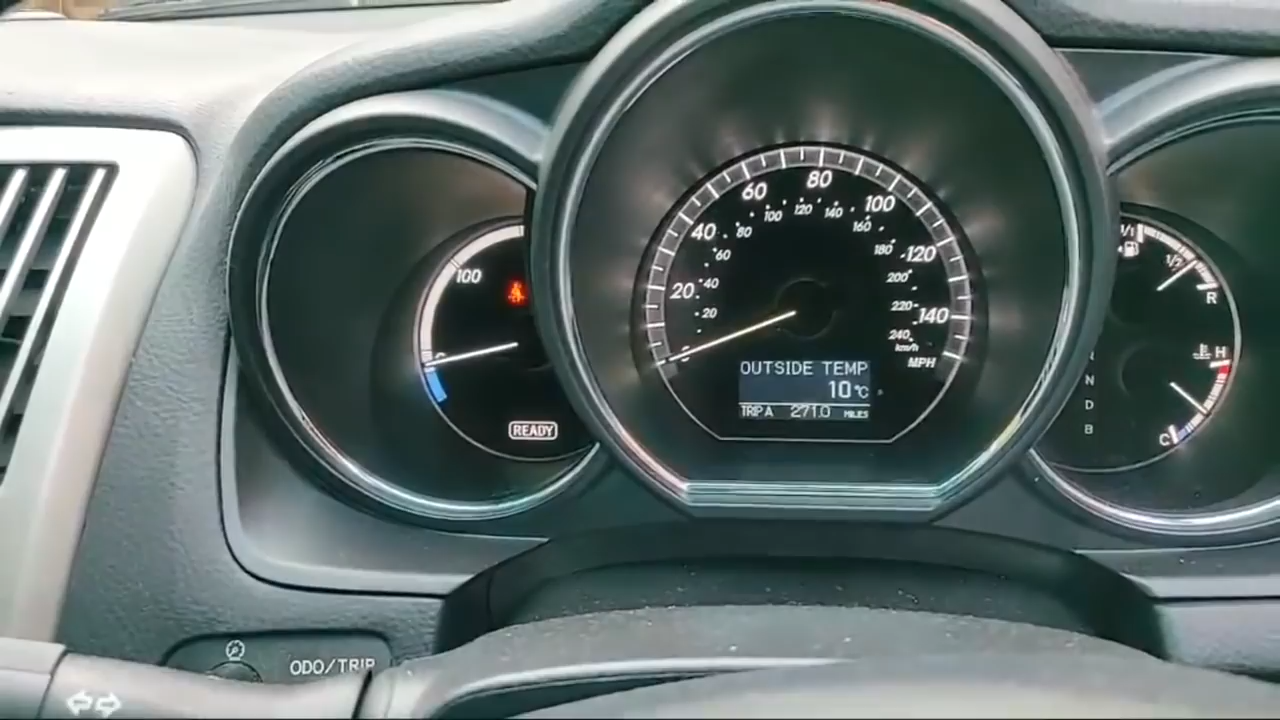 100
READY
20
40
60
80
100
120
140
MPH
20
40
60
80
100
120
140
160
180
200
220
240
km/h
OUTSIDE TEMP
10°C
TRIP A 271.0 MILES
1/1
1/2
R
H
C
N
D
B
ODO/TRIP